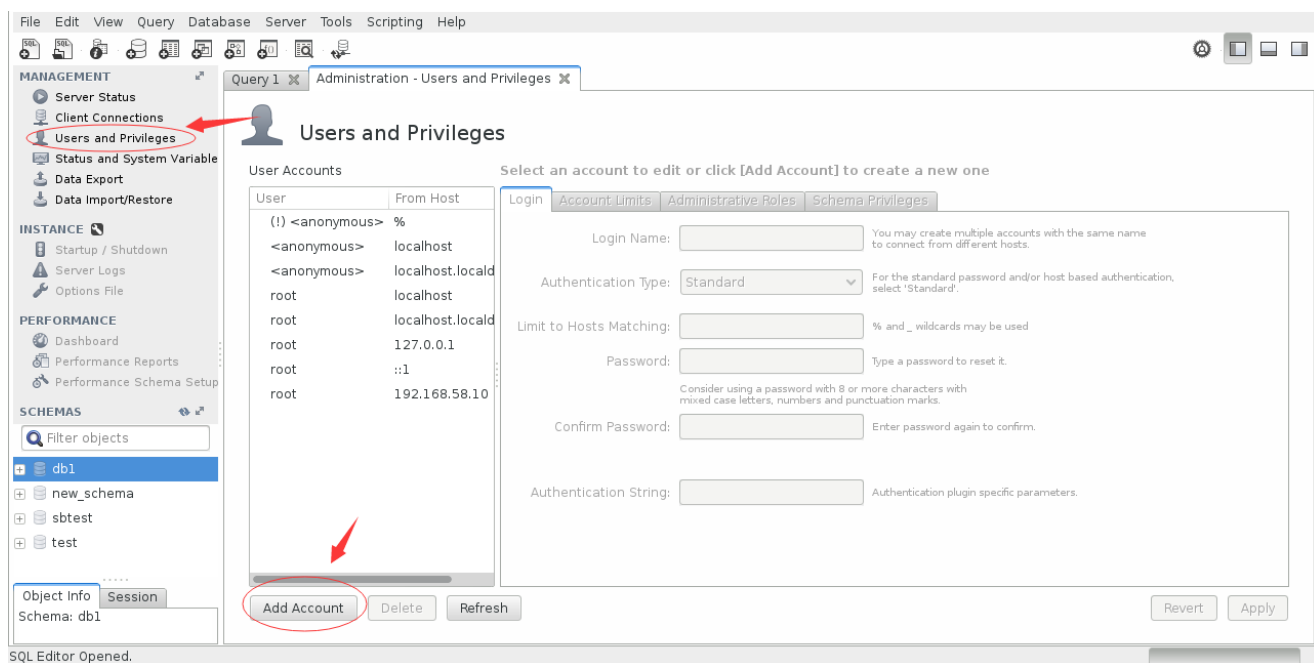 File Edit View Query Database Server Tools Scripting Help
MANAGEMENT
Server Status
Client Connections
Users and Privileges
Status and System Variable
Data Export
Data Import/Restore
INSTANCE
Startup / Shutdown
Server Logs
Options File
PERFORMANCE
Dashboard
Performance Reports
Performance Schema Setup
SCHEMAS
Filter objects
db1
new_schema
sbtest
test
Object Info Session
Schema: db1
Query 1 Administration - Users and Privileges
Users and Privileges
User Accounts
User From Host
(!) <anonymous> %
<anonymous> localhost
<anonymous> localhost.locald
root localhost
root localhost.locald
root 127.0.0.1
root ::1
root 192.168.58.10
Add Account Delete Refresh
Select an account to edit or click [Add Account] to create a new one
Login Account Limits Administrative Roles Schema Privileges
Login Name: You may create multiple accounts with the same name
to connect from different hosts.
Authentication Type: Standard For the standard password and/or host based authentication,
select 'Standard'.
Limit to Hosts Matching: % and _ wildcards may be used
Password: Type a password to reset it.
Consider using a password with 8 or more characters with
mixed case letters, numbers and punctuation marks.
Confirm Password: Enter password again to confirm.
Authentication String: Authentication plugin specific parameters.
Revert Apply
SQL Editor Opened.